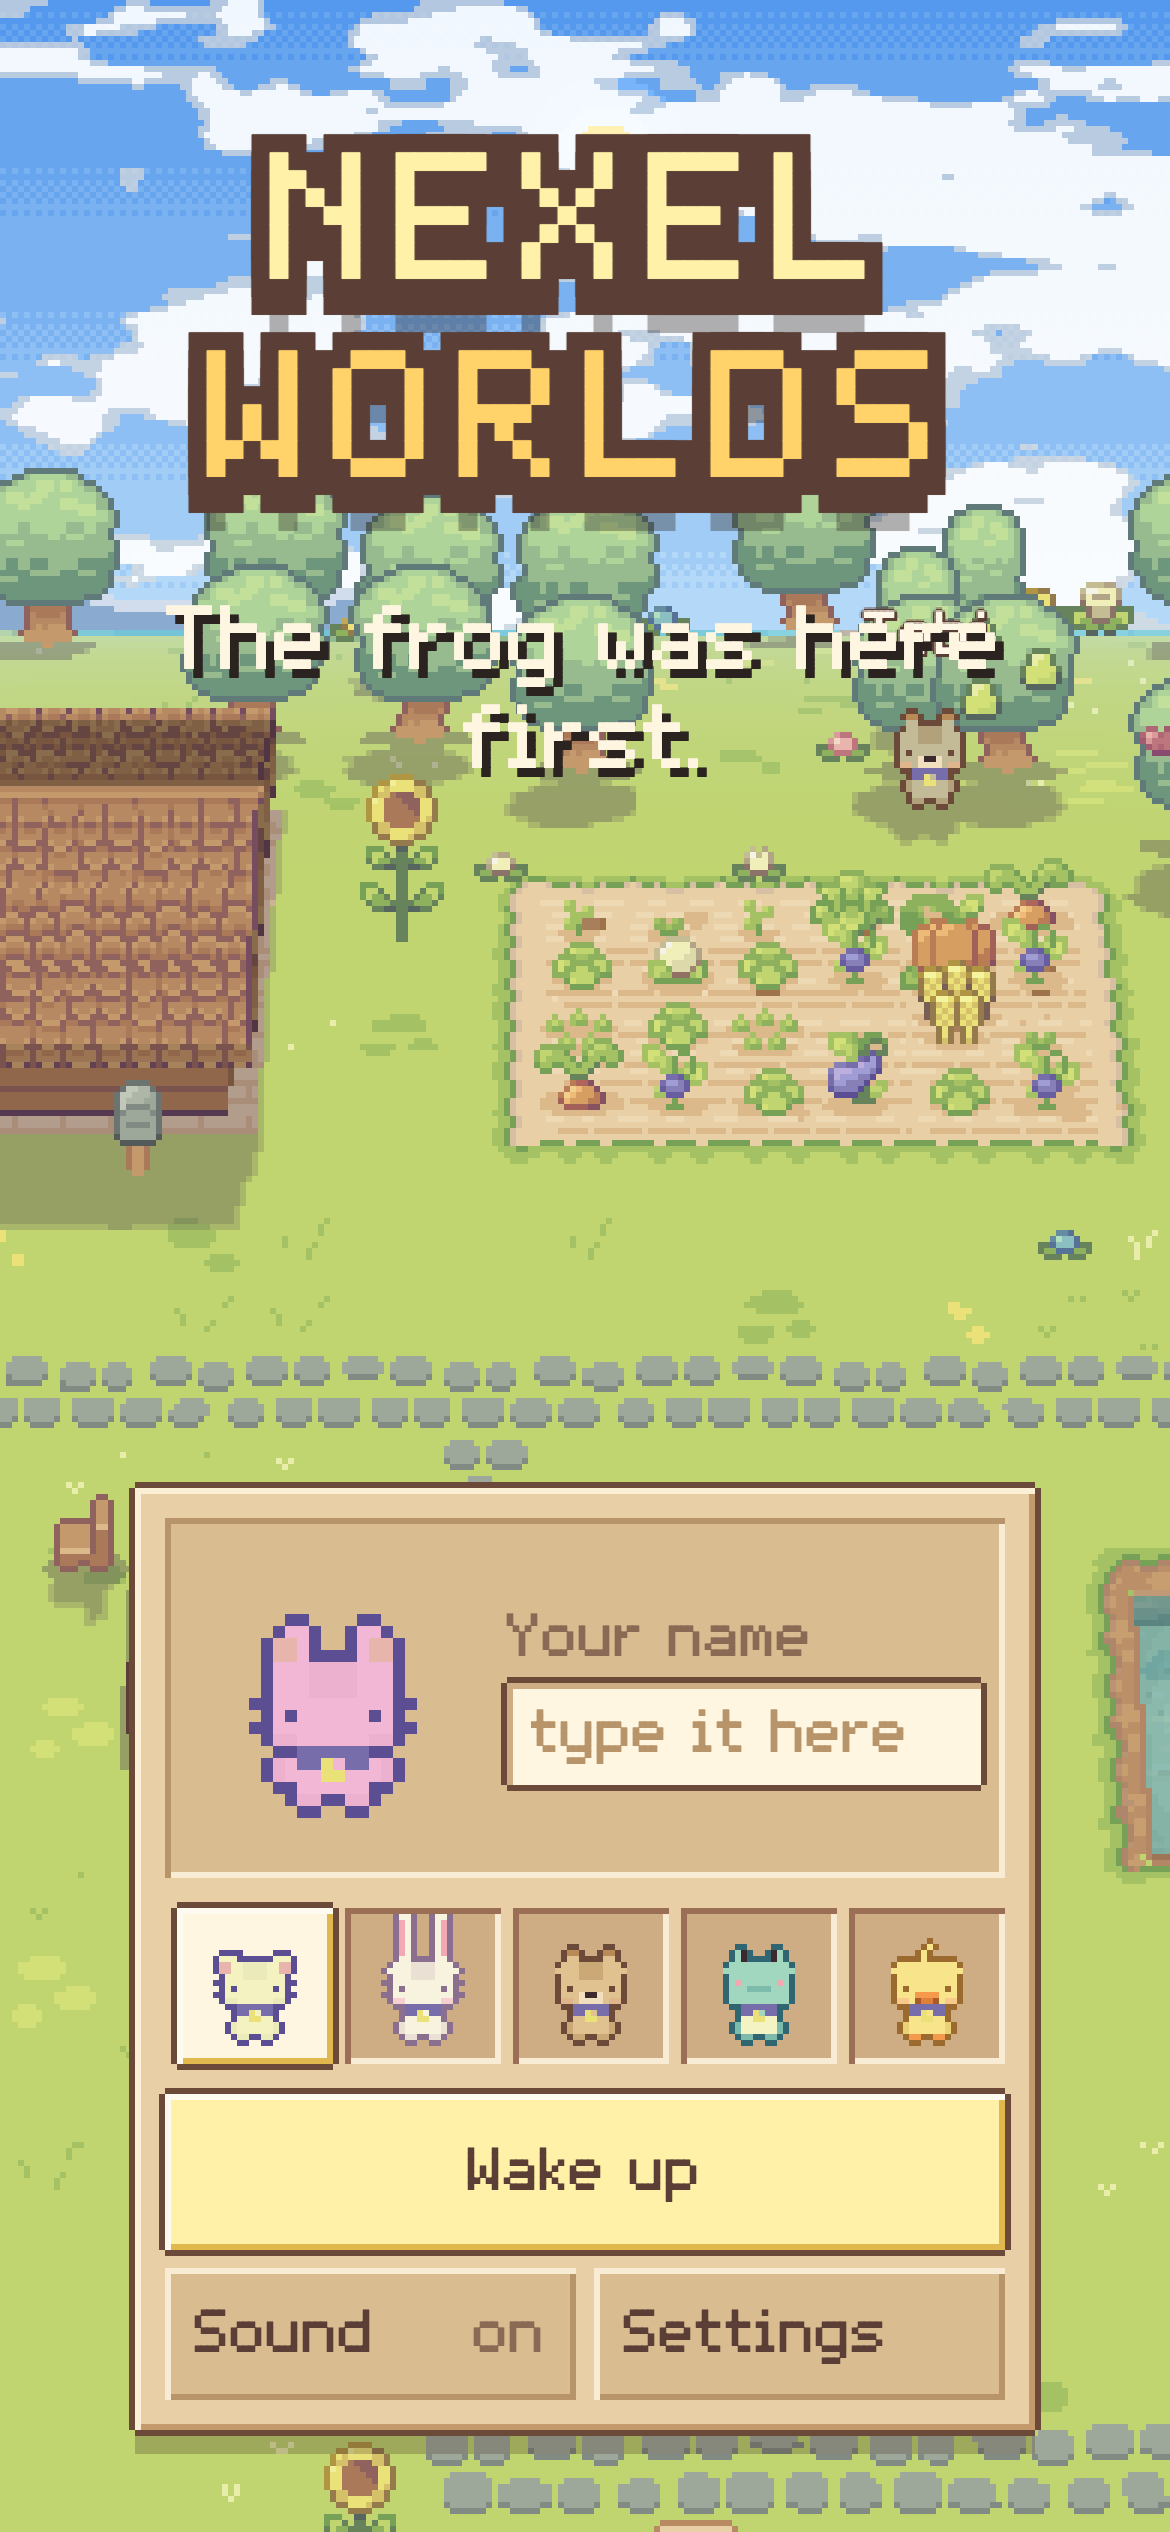 NEXEL
WORLDS
The frog was here
first.
Your name
type it here
Wake up
Sound on
Settings